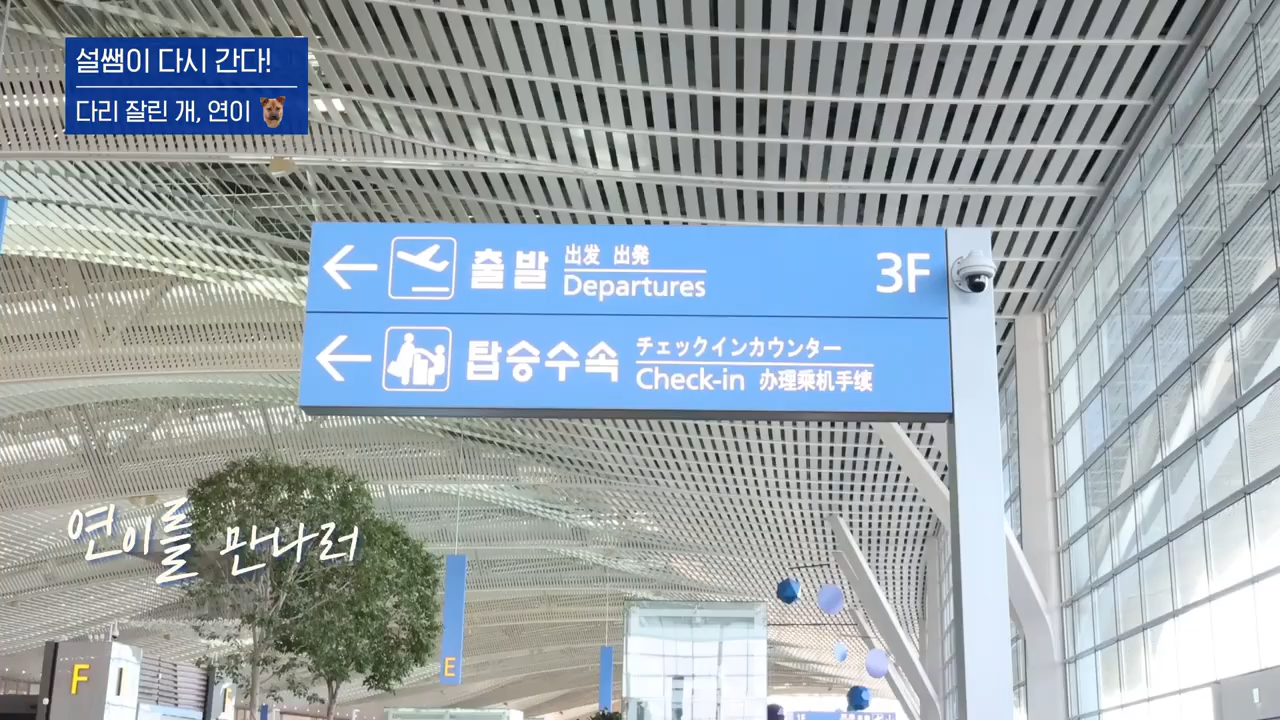 설쌤이 다시 간다!
다리 잘린 개, 연이
출발
出发 出発
Departures
3F
탑승수속
チェックインカウンター
Check-in 办理乘机手续
연이를 만나러
E
F